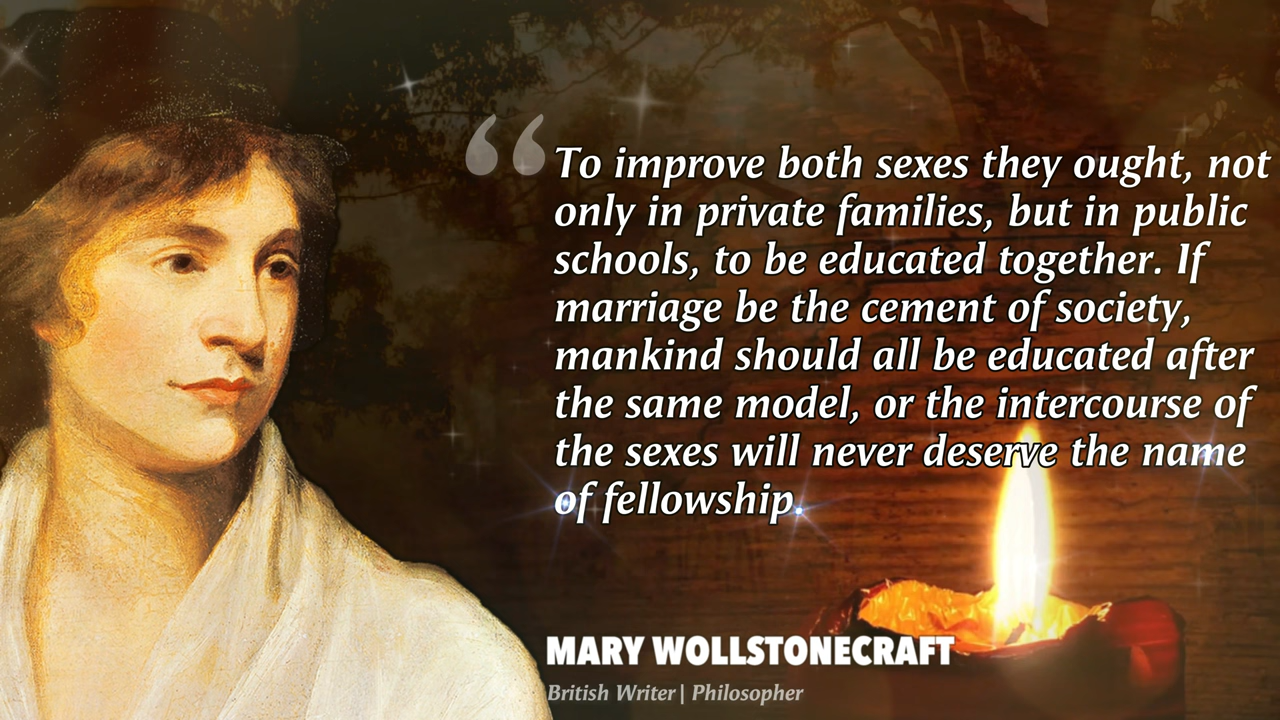 “
To improve both sexes they ought, not
only in private families, but in public
schools, to be educated together. If
marriage be the cement of society,
mankind should all be educated after
the same model, or the intercourse of
the sexes will never deserve the name
of fellowship.
MARY WOLLSTONECRAFT
British Writer | Philosopher